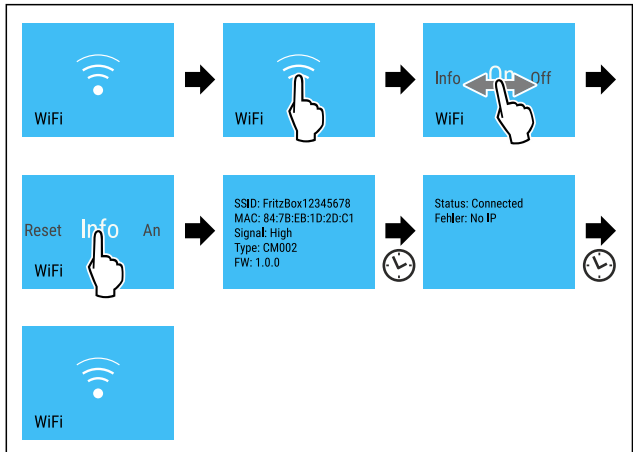 WiFi
WiFi
Info On Off
WiFi
Reset Info An
WiFi
SSID: FritzBox12345678
MAC: 84:7B:EB:1D:2D:C1
Signal: High
Type: CM002
FW: 1.0.0
Status: Connected
Fehler: No IP
WiFi